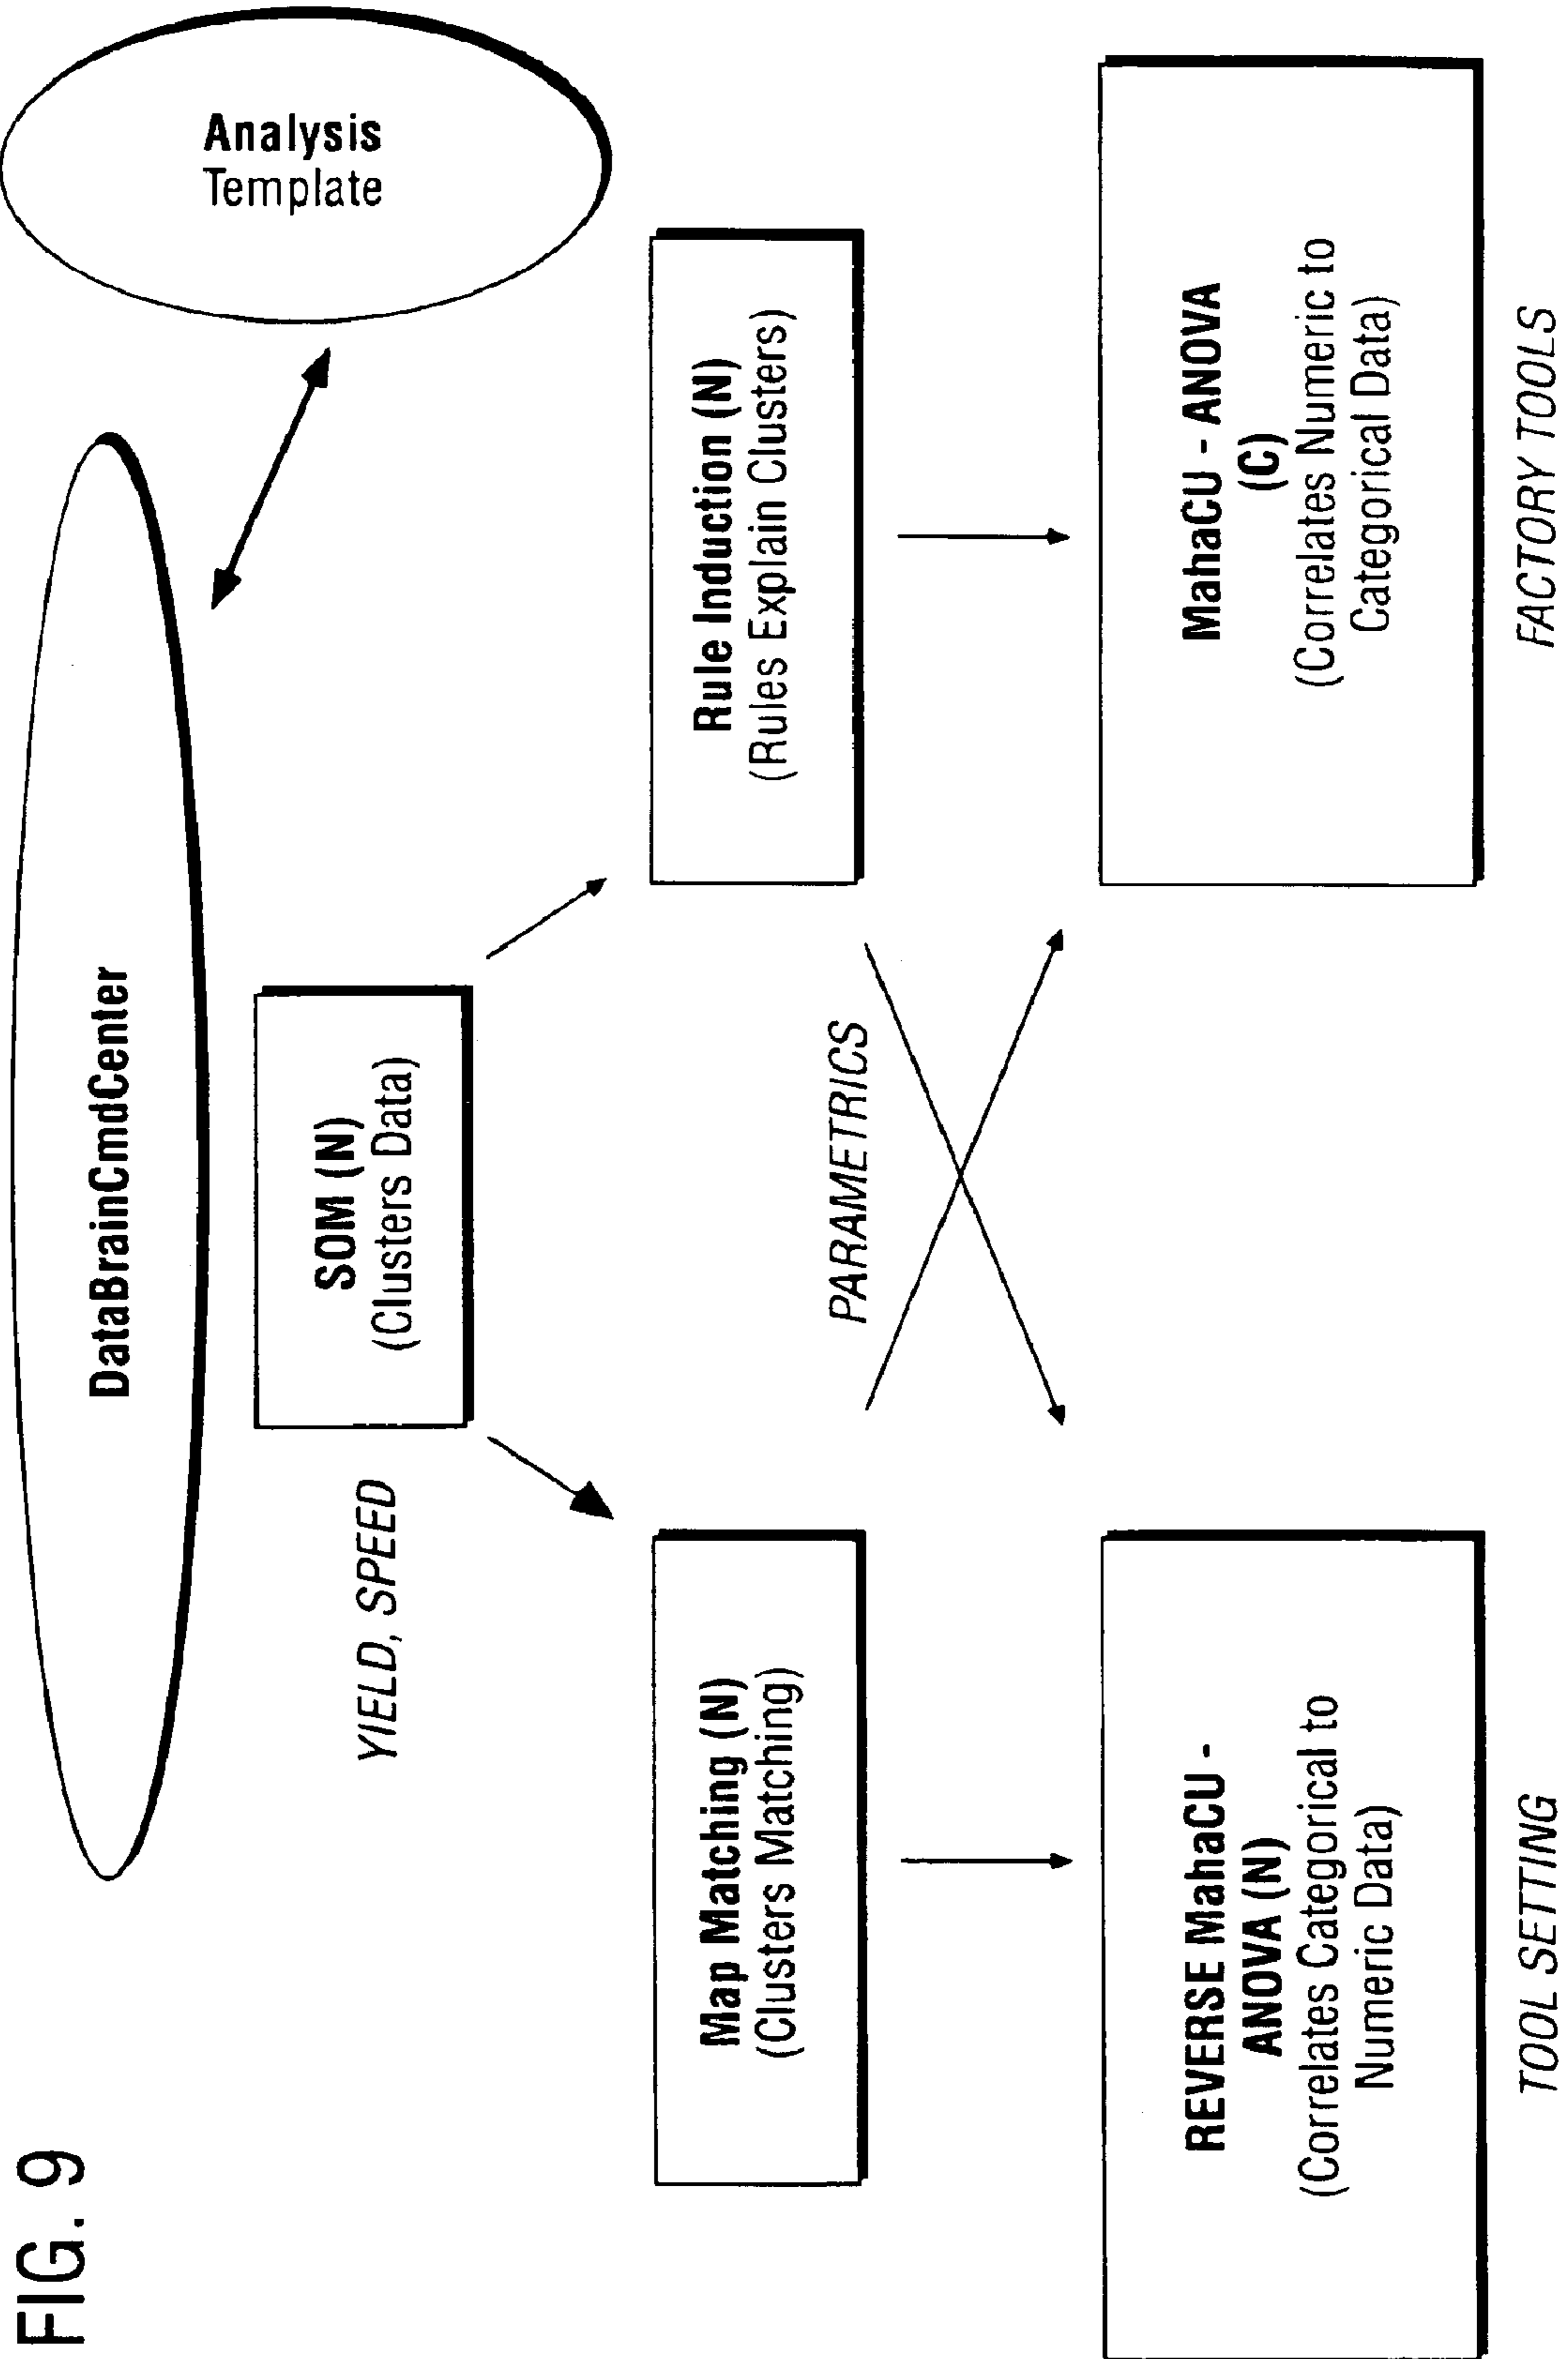 FIG. 9
DataBrainCmdCenter
Analysis
Template
YIELD, SPEED
SOM (N)
(Clusters Data)
Map Matching (N)
(Clusters Matching)
PARAMETRICS
Rule Induction (N)
(Rules Explain Clusters)
REVERSE MahaCU -
ANOVA (N)
(Correlates Categorical to
Numeric Data)
MahaCU - ANOVA
(C)
(Correlates Numeric to
Categorical Data)
TOOL SETTING
FACTORY TOOLS